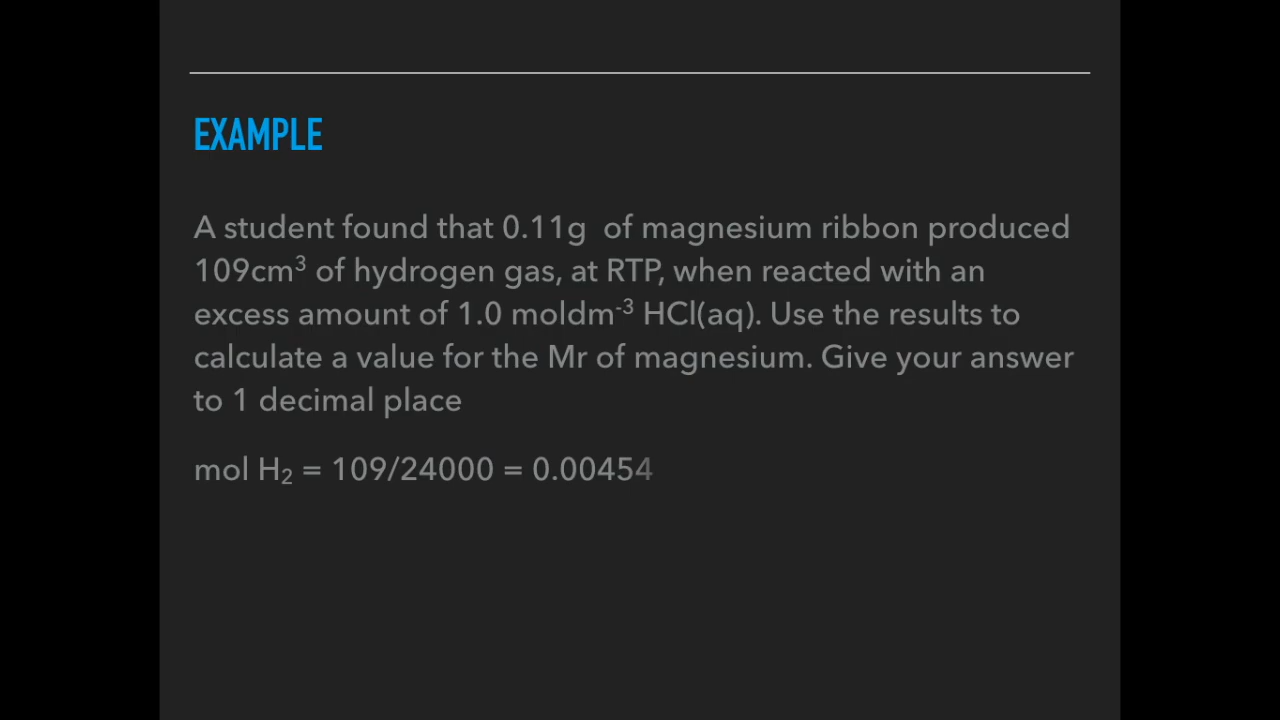 EXAMPLE
A student found that 0.11g  of magnesium ribbon produced
109cm³ of hydrogen gas, at RTP, when reacted with an
excess amount of 1.0 moldm⁻³ HCl(aq). Use the results to
calculate a value for the Mr of magnesium. Give your answer
to 1 decimal place
mol H₂ = 109/24000 = 0.00454